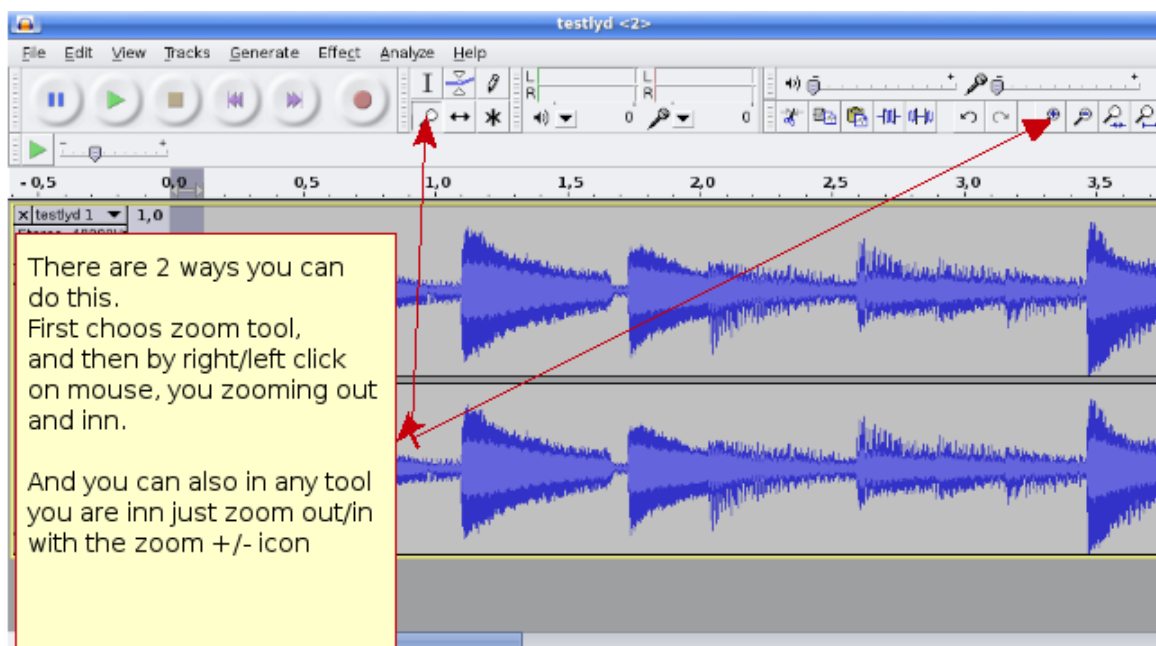 testlyd <2>
File Edit View Tracks Generate Effect Analyze Help
L
R
L
R
- +
0 0
- +
- 0,5 0,0 0,5 1,0 1,5 2,0 2,5 3,0 3,5
x testlyd 1 1,0
There are 2 ways you can
do this.
First choos zoom tool,
and then by right/left click
on mouse, you zooming out
and inn.
And you can also in any tool
you are inn just zoom out/in
with the zoom +/- icon